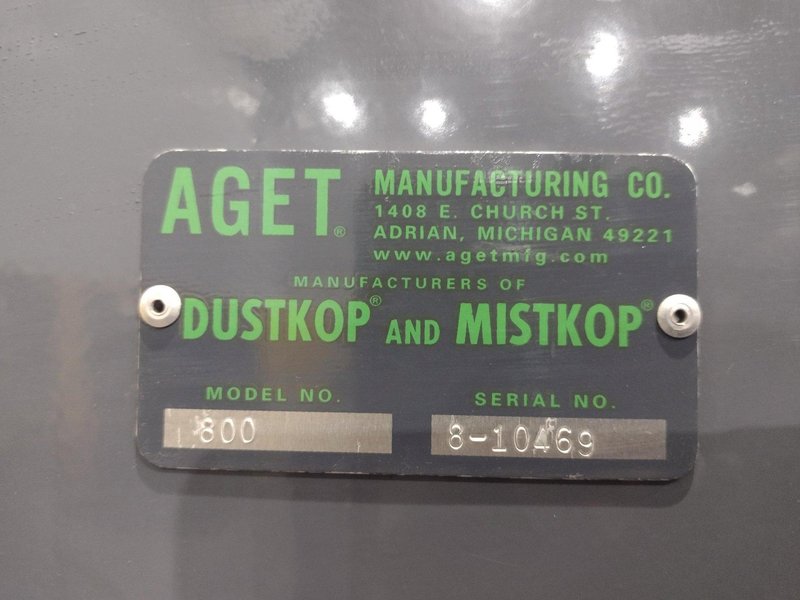 AGET® MANUFACTURING CO.
1408 E. CHURCH ST.
ADRIAN, MICHIGAN 49221
www.agetmfg.com
MANUFACTURERS OF
DUSTKOP® AND MISTKOP®
MODEL NO. SERIAL NO.
800 8-10469